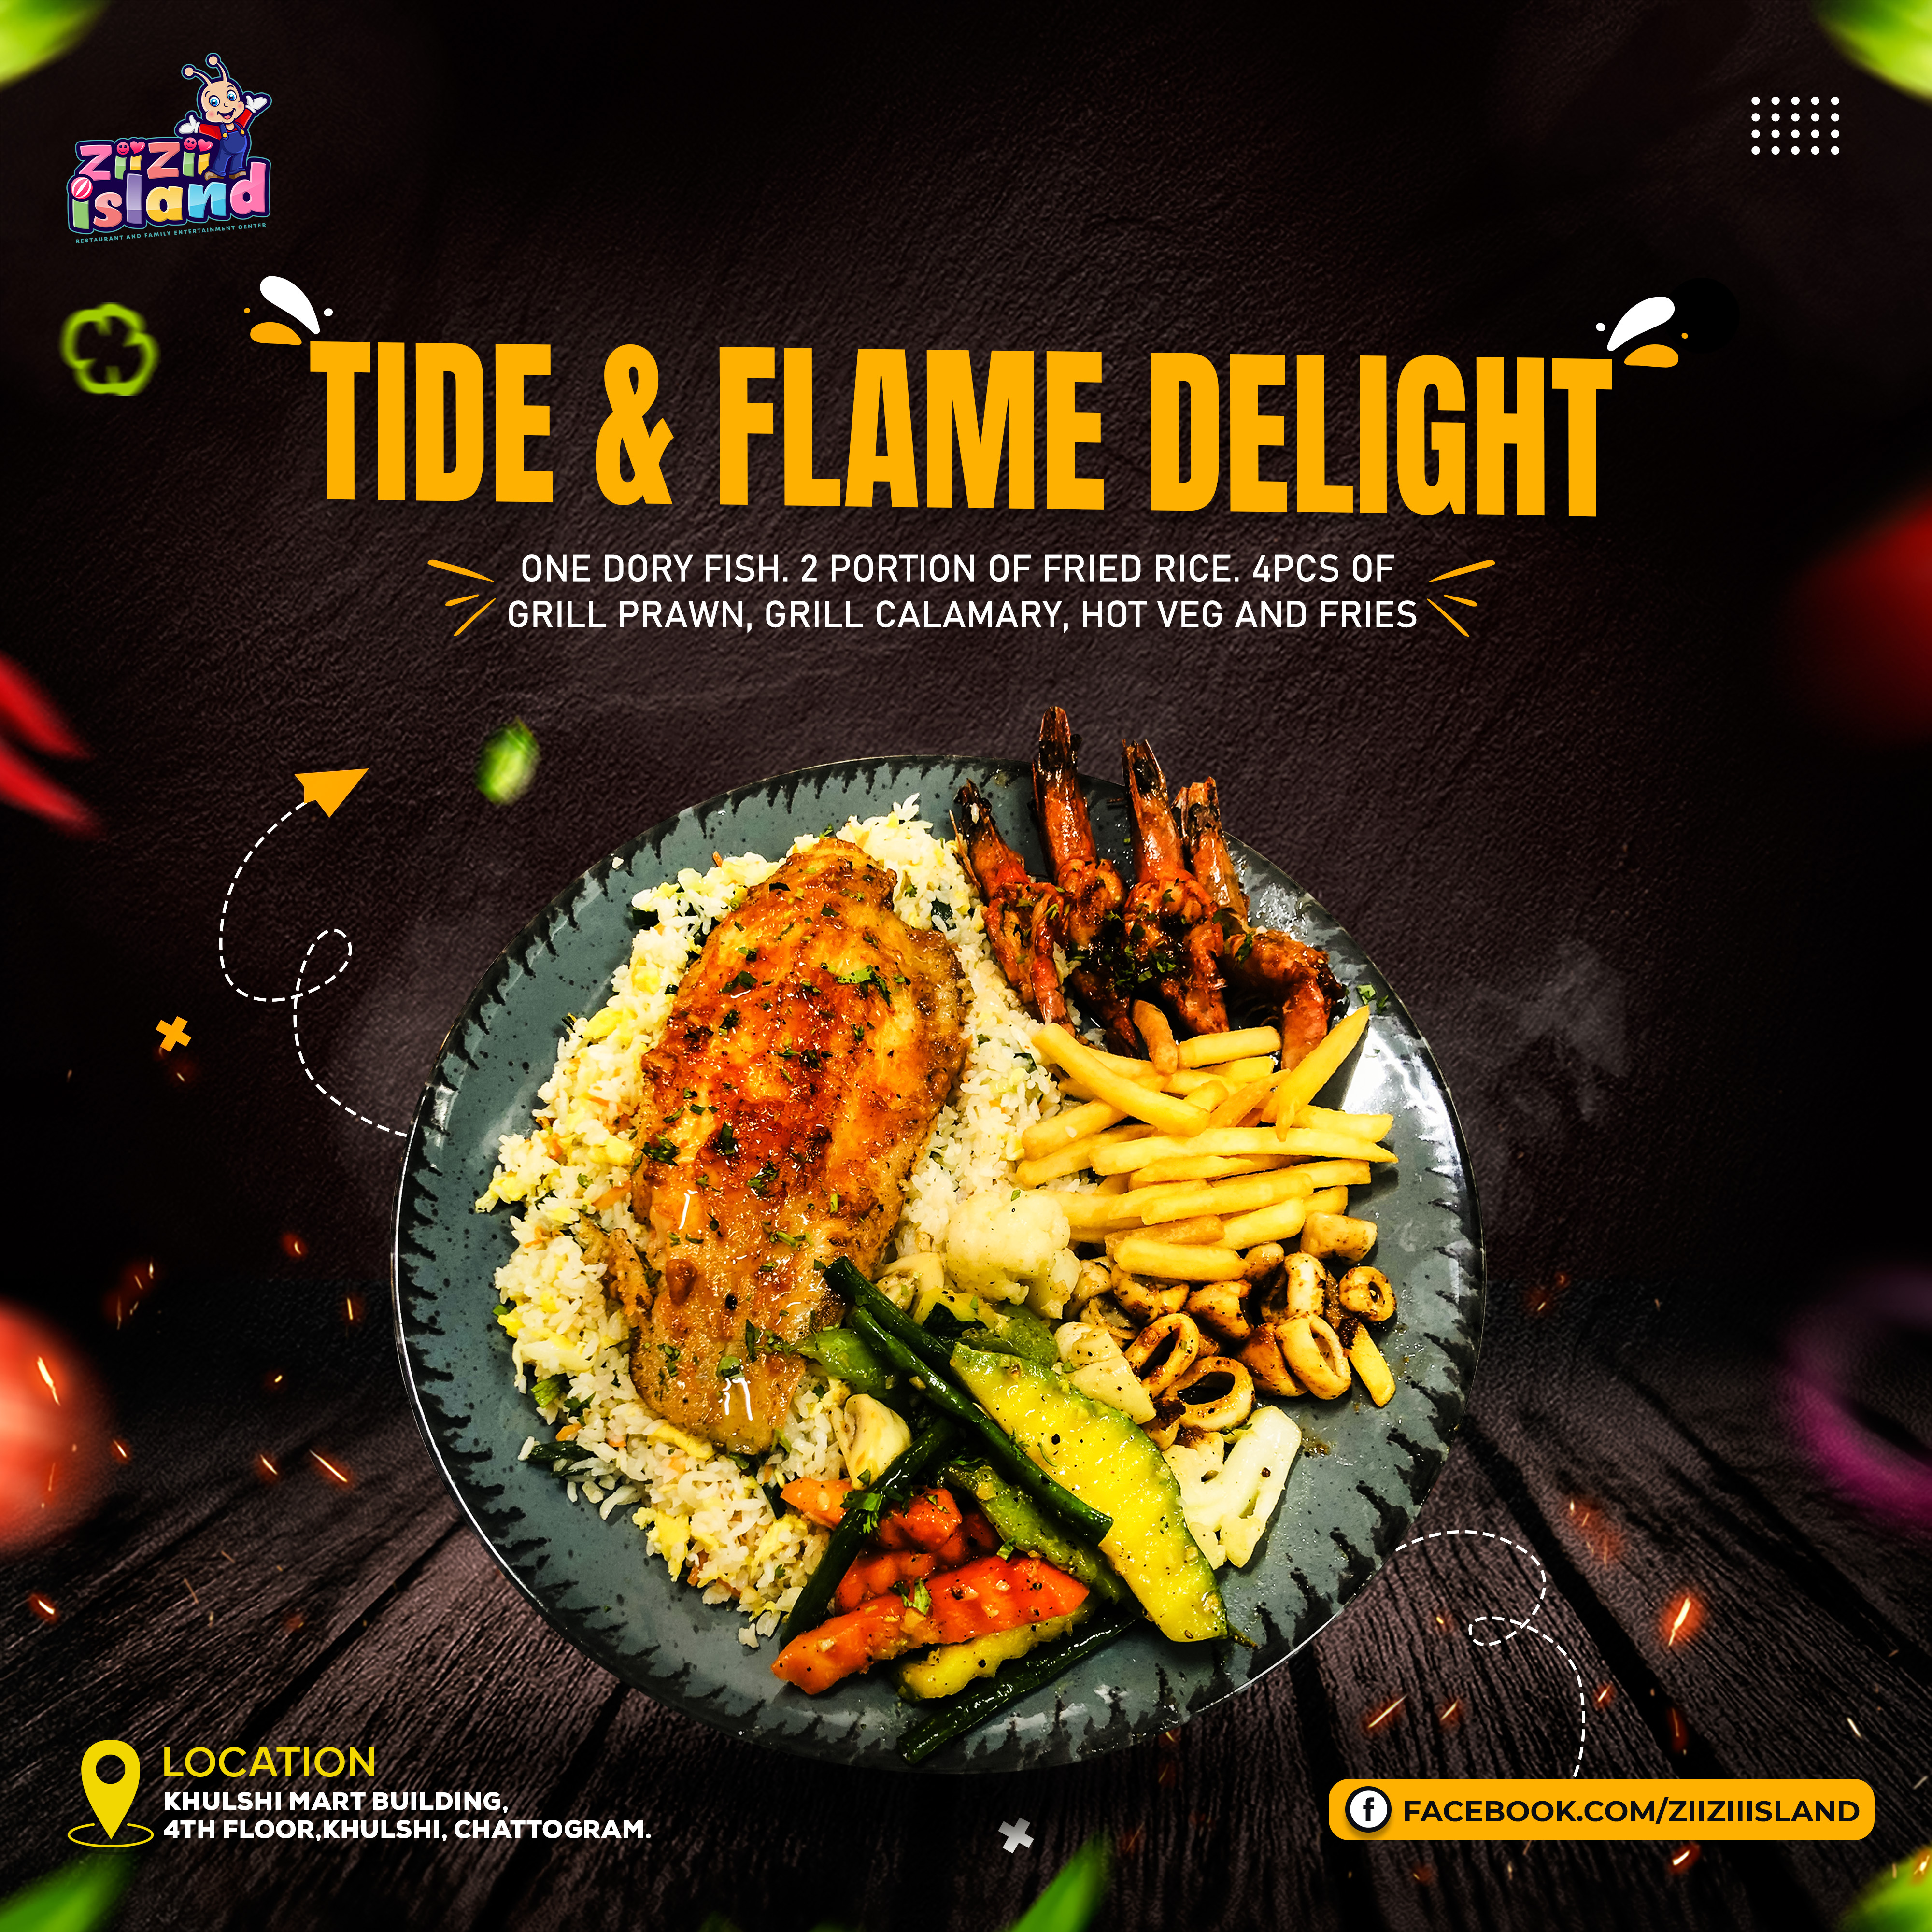 ZiiZii
island
RESTAURANT AND FAMILY ENTERTAINMENT CENTER
TIDE & FLAME DELIGHT
ONE DORY FISH. 2 PORTION OF FRIED RICE. 4PCS OF
GRILL PRAWN, GRILL CALAMARY, HOT VEG AND FRIES
LOCATION
KHULSHI MART BUILDING,
4TH FLOOR,KHULSHI, CHATTOGRAM.
FACEBOOK.COM/ZIIZIIISLAND